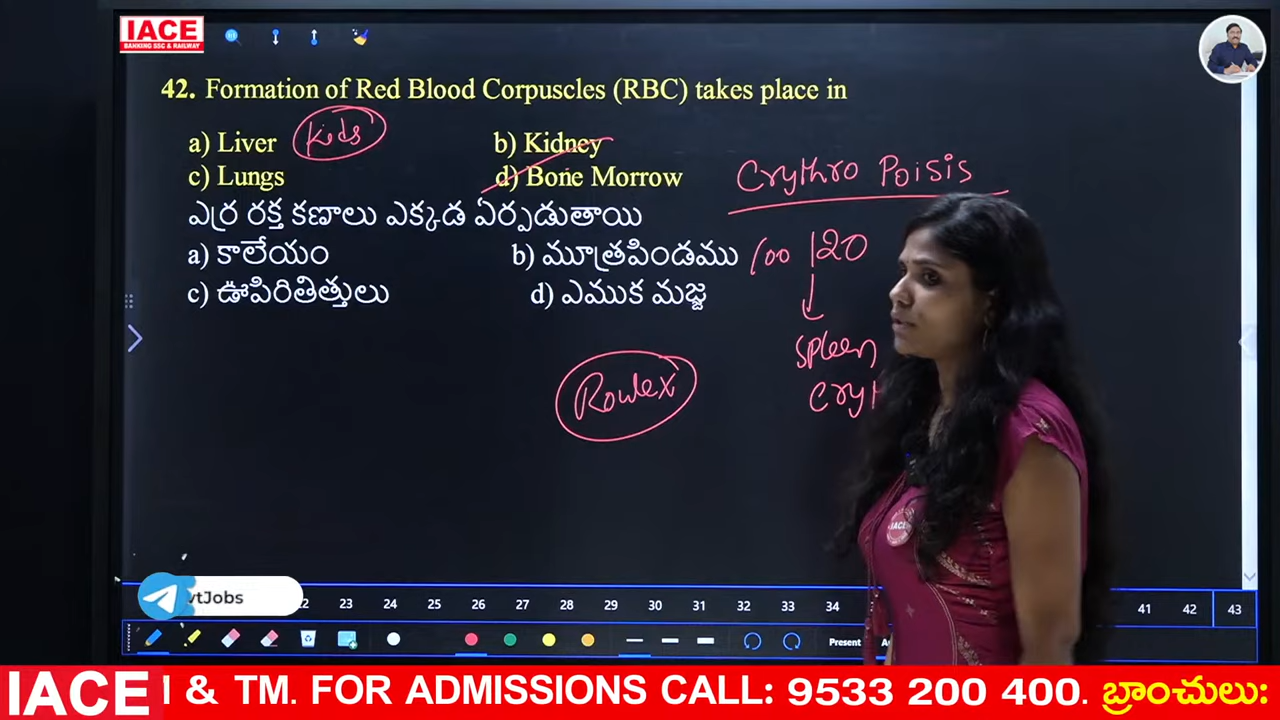 IACE
BANKING SSC & RAILWAY
42. Formation of Red Blood Corpuscles (RBC) takes place in
a) Liver Kids b) Kidney
c) Lungs d) Bone Morrow
Erythro Poisis
ఎర్ర రక్త కణాలు ఎక్కడ ఏర్పడుతాయి
a) కాలేయం b) మూత్రపిండము
100 120
c) ఊపిరితిత్తులు d) ఎముక మజ్జ
Spleen
Roulex
IACE
vtJobs
22 23 24 25 26 27 28 29 30 31 32 33 34 41 42 43
Present
IACE & TM. FOR ADMISSIONS CALL: 9533 200 400. బ్రాంచులు: